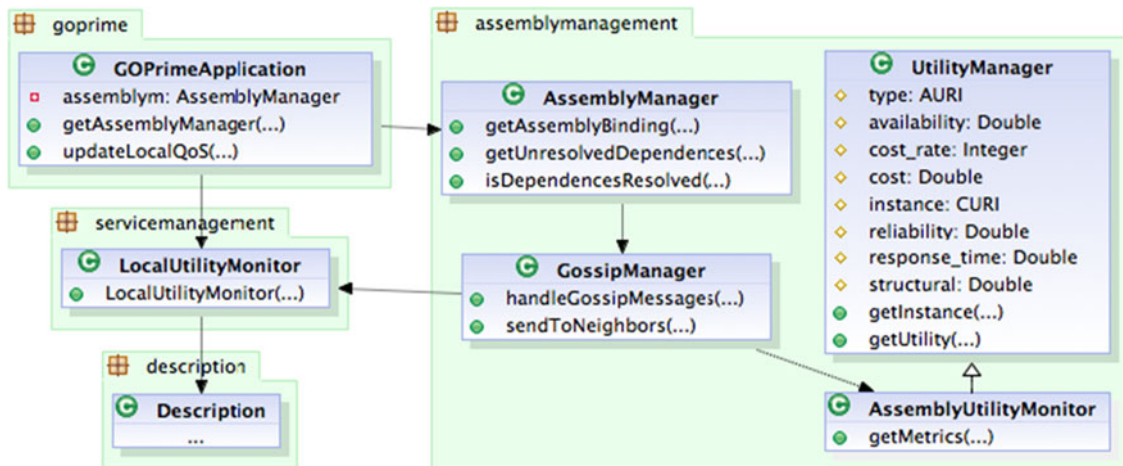 goprime
GOPrimeApplication
assemblym: AssemblyManager
getAssemblyManager(...)
updateLocalQoS(...)
servicemanagement
LocalUtilityMonitor
LocalUtilityMonitor(...)
description
Description
...
assemblymanagement
AssemblyManager
getAssemblyBinding(...)
getUnresolvedDependences(...)
isDependencesResolved(...)
GossipManager
handleGossipMessages(...)
sendToNeighbors(...)
UtilityManager
type: AURI
availability: Double
cost_rate: Integer
cost: Double
instance: CURI
reliability: Double
response_time: Double
structural: Double
getInstance(...)
getUtility(...)
AssemblyUtilityMonitor
getMetrics(...)